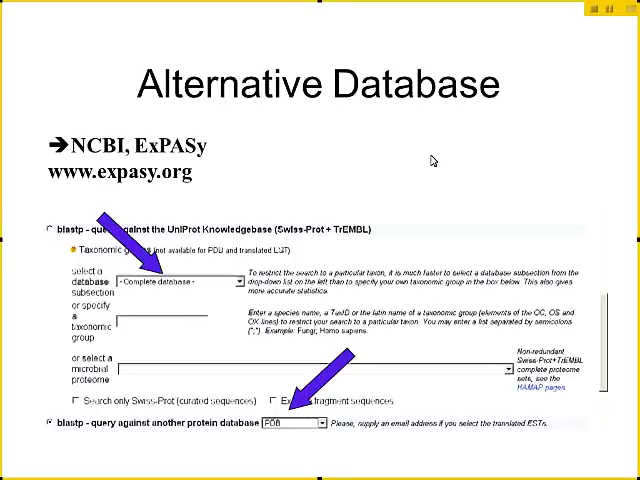 Alternative Database
➔NCBI, ExPASy
www.expasy.org
blastp - query against the UniProt Knowledgebase (Swiss-Prot + TrEMBL)
Taxonomic (not available for PDB and translated EST):
select a database subsection
- Complete database -
To restrict the search to a particular taxon, it is much faster to select a database subsection from the
drop-down list on the left than to specify your own taxonomic group in the box below. This also gives
more accurate statistics.
or specify a taxonomic group
Enter a species name, a TaxID or the latin name of a taxonomic group (elements of the OC, OS and
OX lines) to restrict your search to a particular taxon. You may enter a list separated by semicolons
(";"). Example: Fungi; Homo sapiens.
or select a microbial proteome
Non-redundant
Swiss-Prot+TrEMBL
complete proteome
sets, see the
HAMAP pages.
Search only Swiss-Prot (curated sequences)
fragment sequences
blastp - query against another protein database
PDB
Please, supply an email address if you select the translated ESTs.